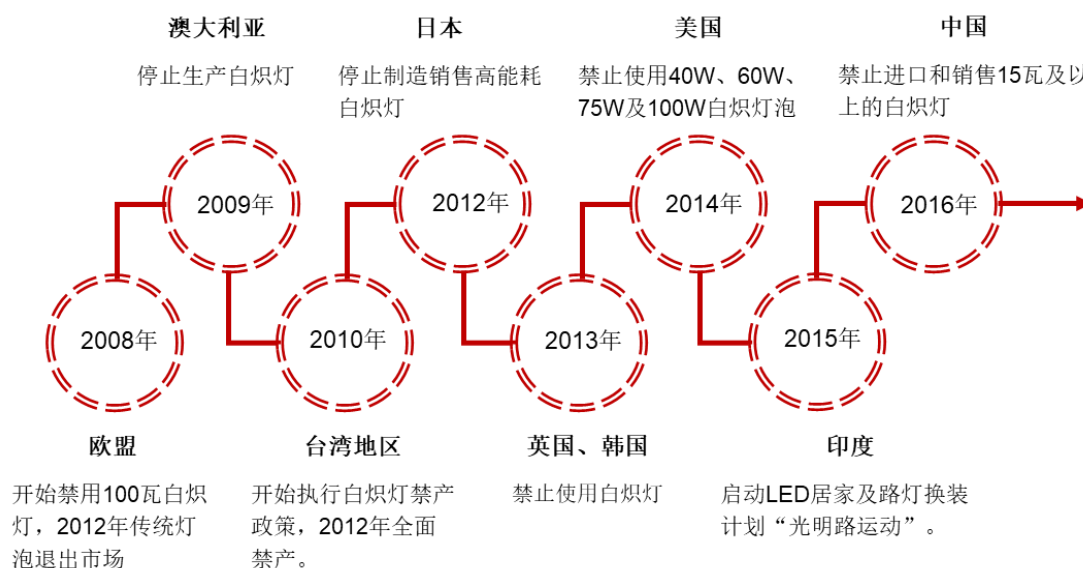 澳大利亚
停止生产白炽灯
日本
停止制造销售高能耗
白炽灯
美国
禁止使用40W、60W、
75W及100W白炽灯泡
中国
禁止进口和销售15瓦及以
上的白炽灯
2009年
2012年
2014年
2016年
2008年
2010年
2013年
2015年
欧盟
开始禁用100瓦白炽
灯，2012年传统灯
泡退出市场
台湾地区
开始执行白炽灯禁产
政策，2012年全面
禁产。
英国、韩国
禁止使用白炽灯
印度
启动LED居家及路灯换装
计划“光明路运动”。